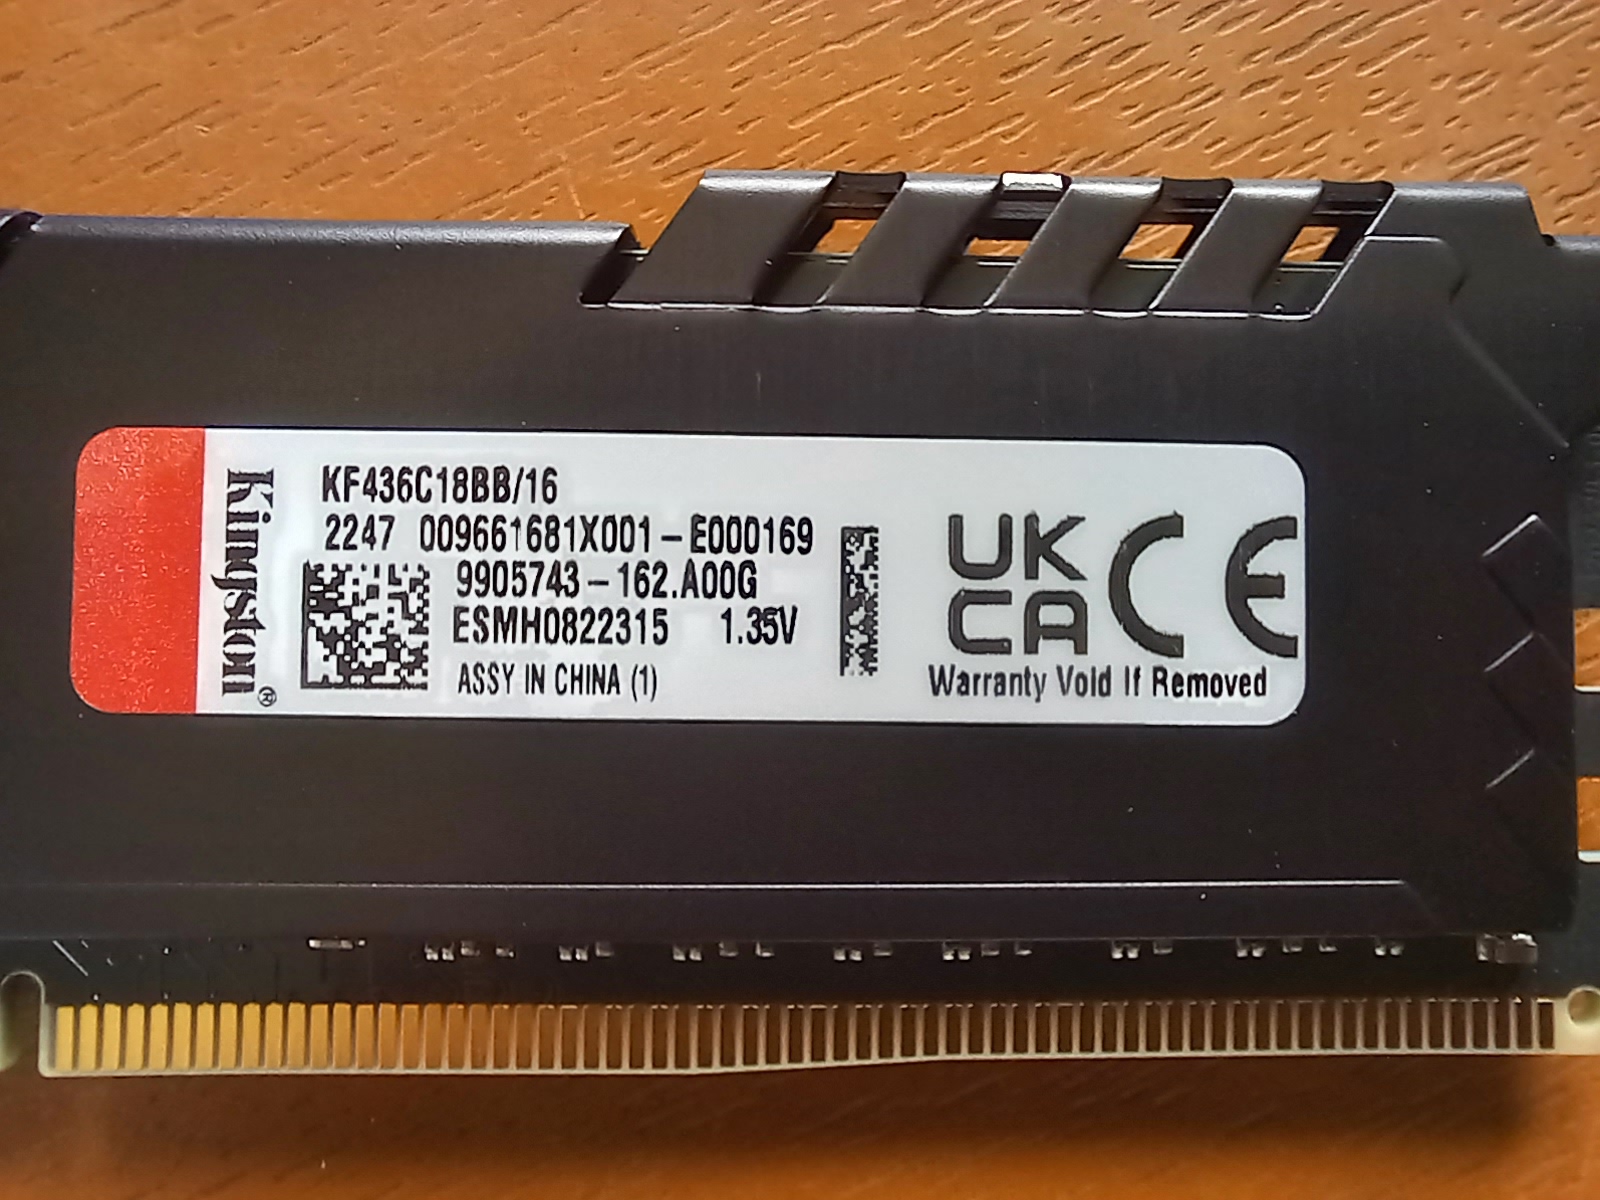 Kingston®
KF436C18BB/16
2247 009661681X001-E000169
9905743-162.A00G
ESMH0822315 1.35V
ASSY IN CHINA (1)
UK
CA CE
Warranty Void If Removed